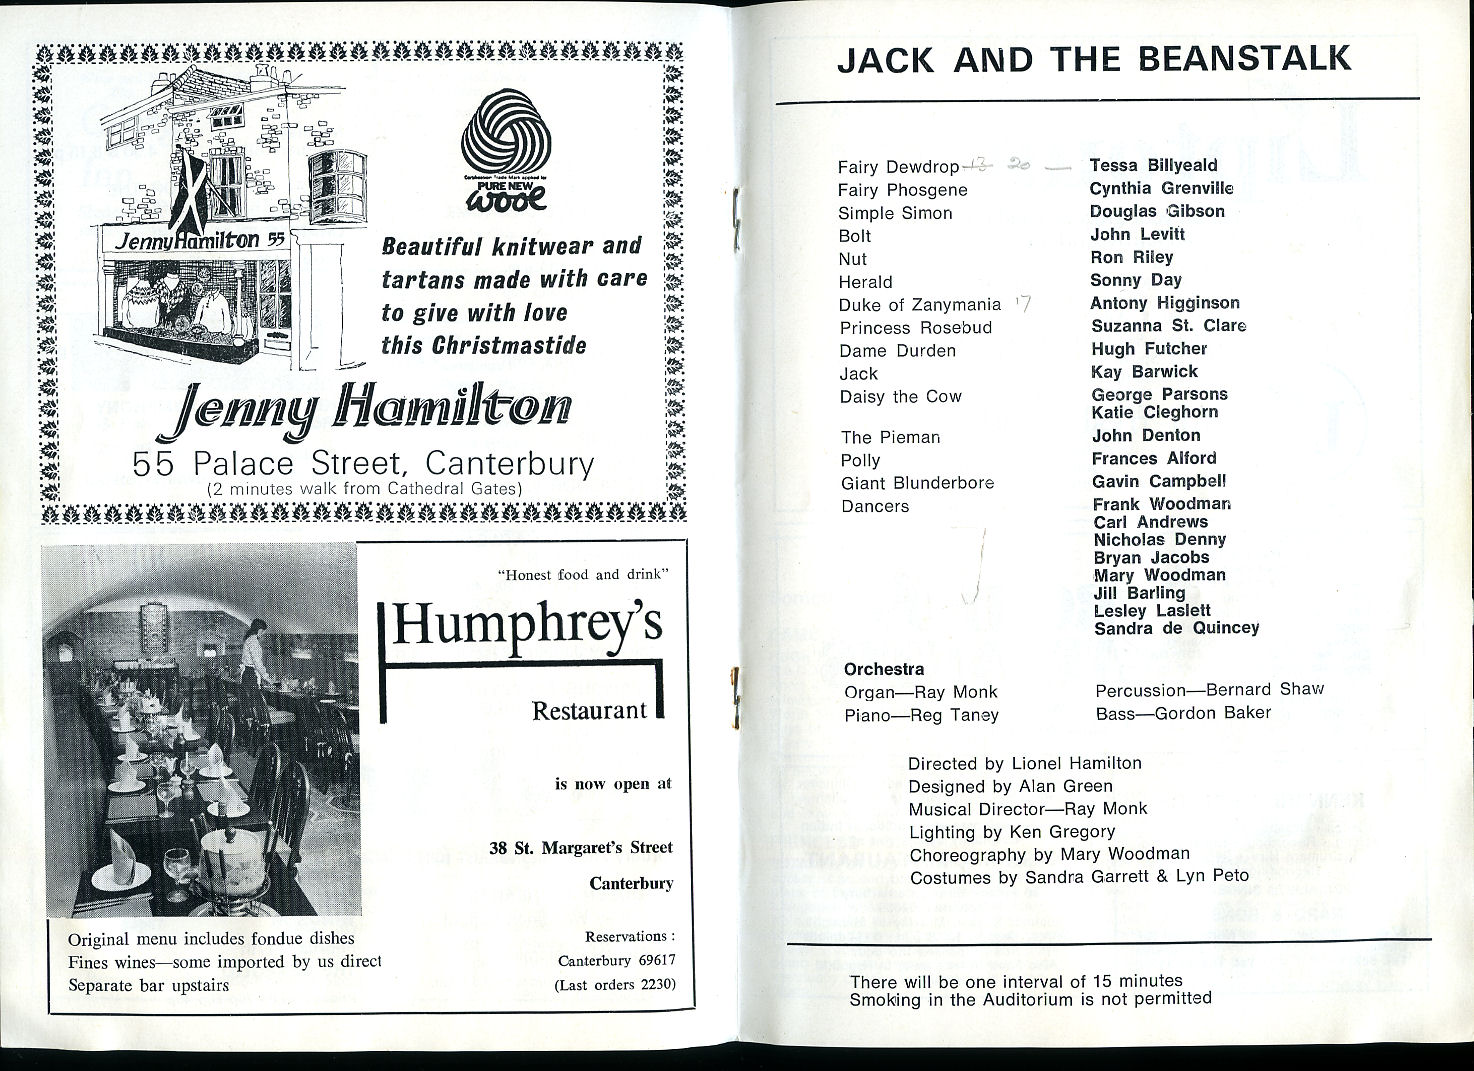 Jenny Hamilton 55
PURE NEW
wool
Beautiful knitwear and
tartans made with care
to give with love
this Christmastide
Jenny Hamilton
55 Palace Street, Canterbury
(2 minutes walk from Cathedral Gates)
"Honest food and drink"
Humphrey's
Restaurant
is now open at
38 St. Margaret's Street
Canterbury
Original menu includes fondue dishes
Fines wines—some imported by us direct
Separate bar upstairs
Reservations :
Canterbury 69617
(Last orders 2230)
JACK AND THE BEANSTALK
Fairy Dewdrop 13 20 — Tessa Billyeald
Fairy Phosgene Cynthia Grenville
Simple Simon Douglas Gibson
Bolt John Levitt
Nut Ron Riley
Herald Sonny Day
Duke of Zanymania 17 Antony Higginson
Princess Rosebud Suzanna St. Clare
Dame Durden Hugh Futcher
Jack Kay Barwick
Daisy the Cow George Parsons
Katie Cleghorn
The Pieman John Denton
Polly Frances Alford
Giant Blunderbore Gavin Campbell
Dancers Frank Woodman
Carl Andrews
Nicholas Denny
Bryan Jacobs
Mary Woodman
Jill Barling
Lesley Laslett
Sandra de Quincey
Orchestra
Organ—Ray Monk Percussion—Bernard Shaw
Piano—Reg Taney Bass—Gordon Baker
Directed by Lionel Hamilton
Designed by Alan Green
Musical Director—Ray Monk
Lighting by Ken Gregory
Choreography by Mary Woodman
Costumes by Sandra Garrett & Lyn Peto
There will be one interval of 15 minutes
Smoking in the Auditorium is not permitted